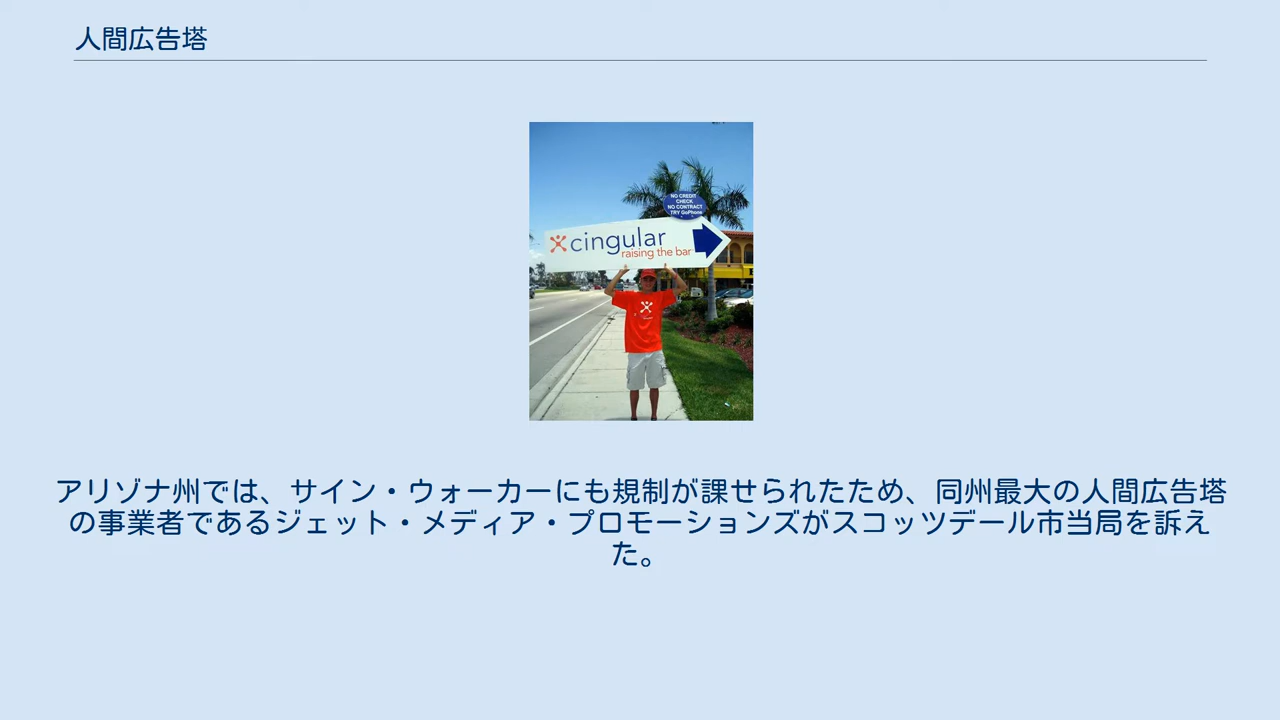 人間広告塔
NO CREDIT
CHECK
NO CONTRACT
TRY GoPhone
cingular
raising the bar
アリゾナ州では、サイン・ウォーカーにも規制が課せられたため、同州最大の人間広告塔
の事業者であるジェット・メディア・プロモーションズがスコッツデール市当局を訴え
た。